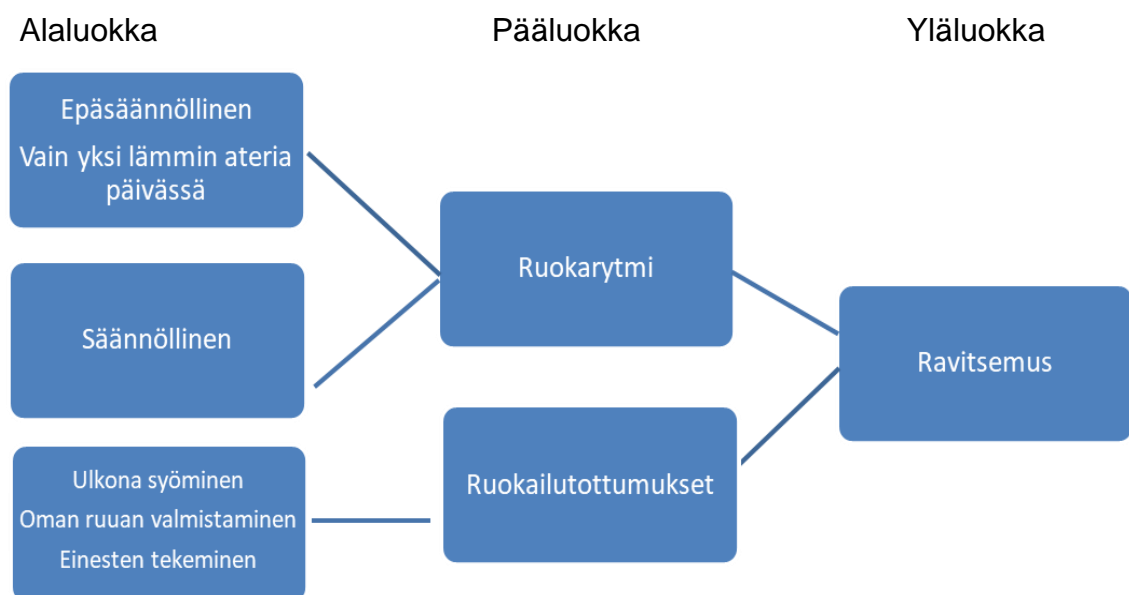 Alaluokka
Pääluokka
Yläluokka
Epäsäännöllinen
Vain yksi lämmin ateria
päivässä
Säännöllinen
Ulkona syöminen
Oman ruuan valmistaminen
Einesten tekeminen
Ruokarytmi
Ruokailutottumukset
Ravitsemus